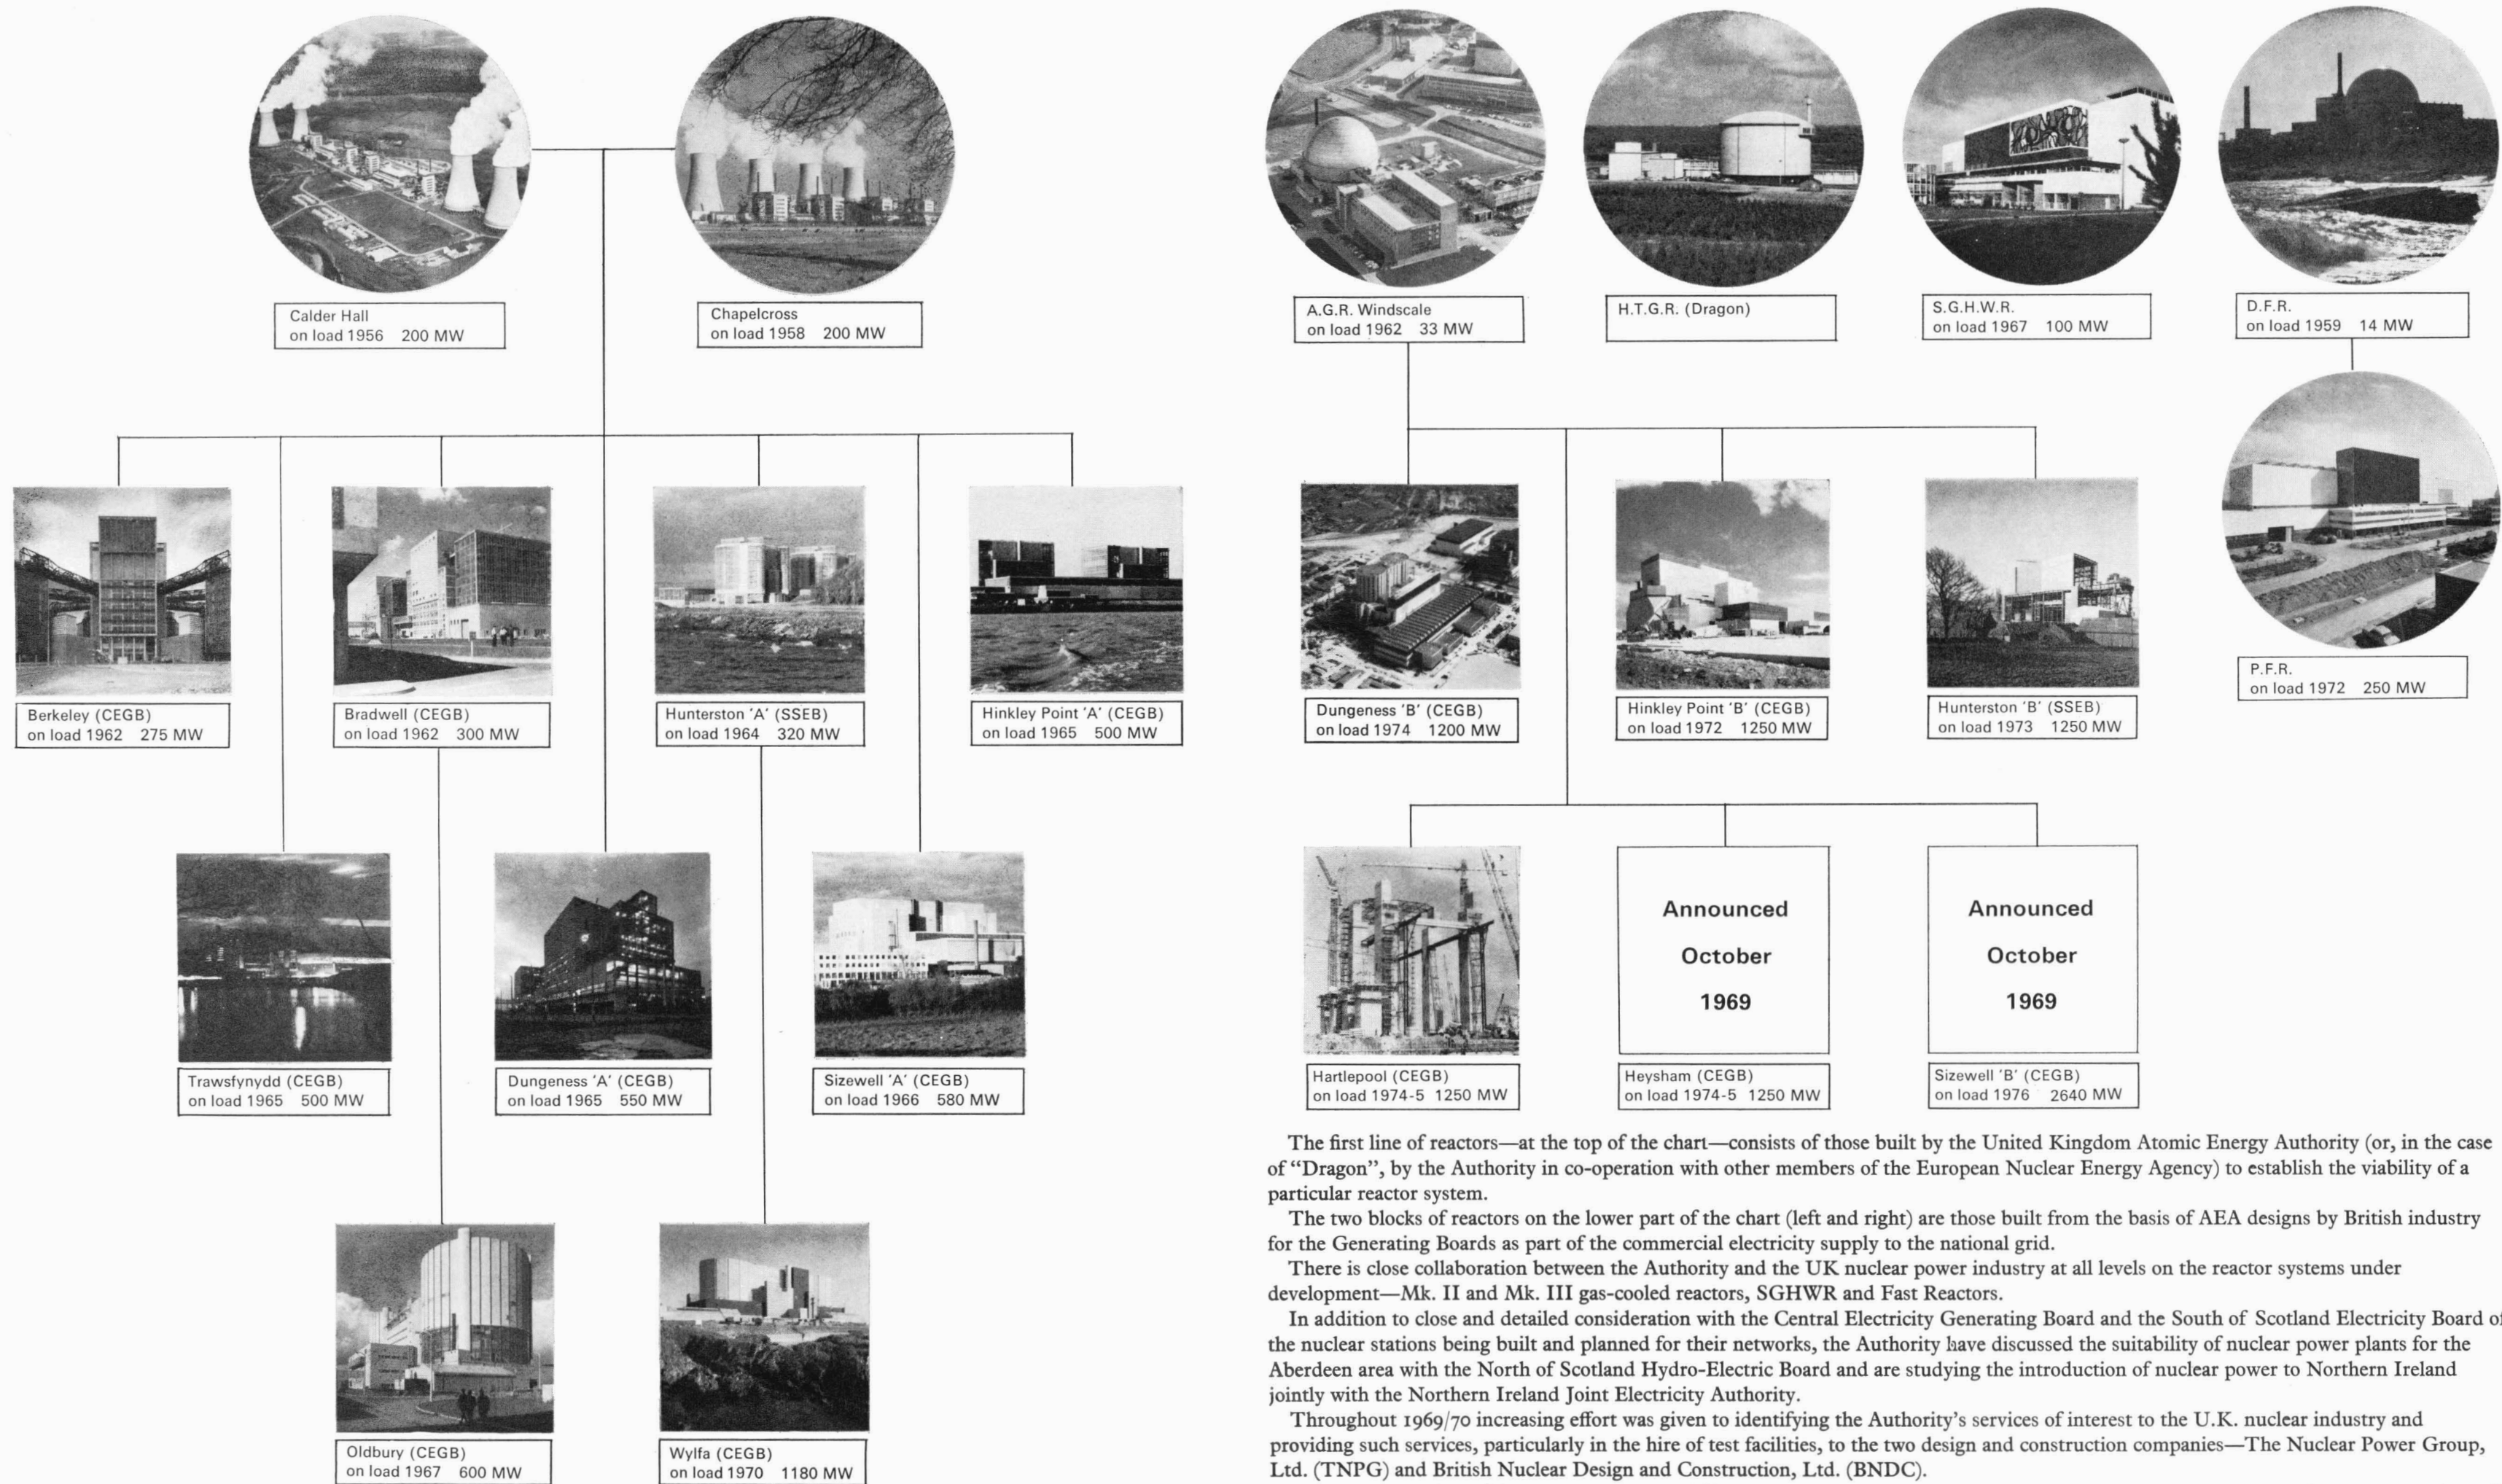 Calder Hall
on load 1956 200 MW
Chapelcross
on load 1958 200 MW
A.G.R. Windscale
on load 1962 33 MW
H.T.G.R. (Dragon)
S.G.H.W.R.
on load 1967 100 MW
D.F.R.
on load 1959 14 MW
P.F.R.
on load 1972 250 MW
Berkeley (CEGB)
on load 1962 275 MW
Bradwell (CEGB)
on load 1962 300 MW
Hunterston 'A' (SSEB)
on load 1964 320 MW
Hinkley Point 'A' (CEGB)
on load 1965 500 MW
Dungeness 'B' (CEGB)
on load 1974 1200 MW
Hinkley Point 'B' (CEGB)
on load 1972 1250 MW
Hunterston 'B' (SSEB)
on load 1973 1250 MW
Trawsfynydd (CEGB)
on load 1965 500 MW
Dungeness 'A' (CEGB)
on load 1965 550 MW
Sizewell 'A' (CEGB)
on load 1966 580 MW
Hartlepool (CEGB)
on load 1974-5 1250 MW
Announced
October
1969
Heysham (CEGB)
on load 1974-5 1250 MW
Announced
October
1969
Sizewell 'B' (CEGB)
on load 1976 2640 MW
Oldbury (CEGB)
on load 1967 600 MW
Wylfa (CEGB)
on load 1970 1180 MW
The first line of reactors—at the top of the chart—consists of those built by the United Kingdom Atomic Energy Authority (or, in the case
of “Dragon”, by the Authority in co-operation with other members of the European Nuclear Energy Agency) to establish the viability of a
particular reactor system.
The two blocks of reactors on the lower part of the chart (left and right) are those built from the basis of AEA designs by British industry
for the Generating Boards as part of the commercial electricity supply to the national grid.
There is close collaboration between the Authority and the UK nuclear power industry at all levels on the reactor systems under
development—Mk. II and Mk. III gas-cooled reactors, SGHWR and Fast Reactors.
In addition to close and detailed consideration with the Central Electricity Generating Board and the South of Scotland Electricity Board of
the nuclear stations being built and planned for their networks, the Authority have discussed the suitability of nuclear power plants for the
Aberdeen area with the North of Scotland Hydro-Electric Board and are studying the introduction of nuclear power to Northern Ireland
jointly with the Northern Ireland Joint Electricity Authority.
Throughout 1969/70 increasing effort was given to identifying the Authority's services of interest to the U.K. nuclear industry and
providing such services, particularly in the hire of test facilities, to the two design and construction companies—The Nuclear Power Group,
Ltd. (TNPG) and British Nuclear Design and Construction, Ltd. (BNDC).